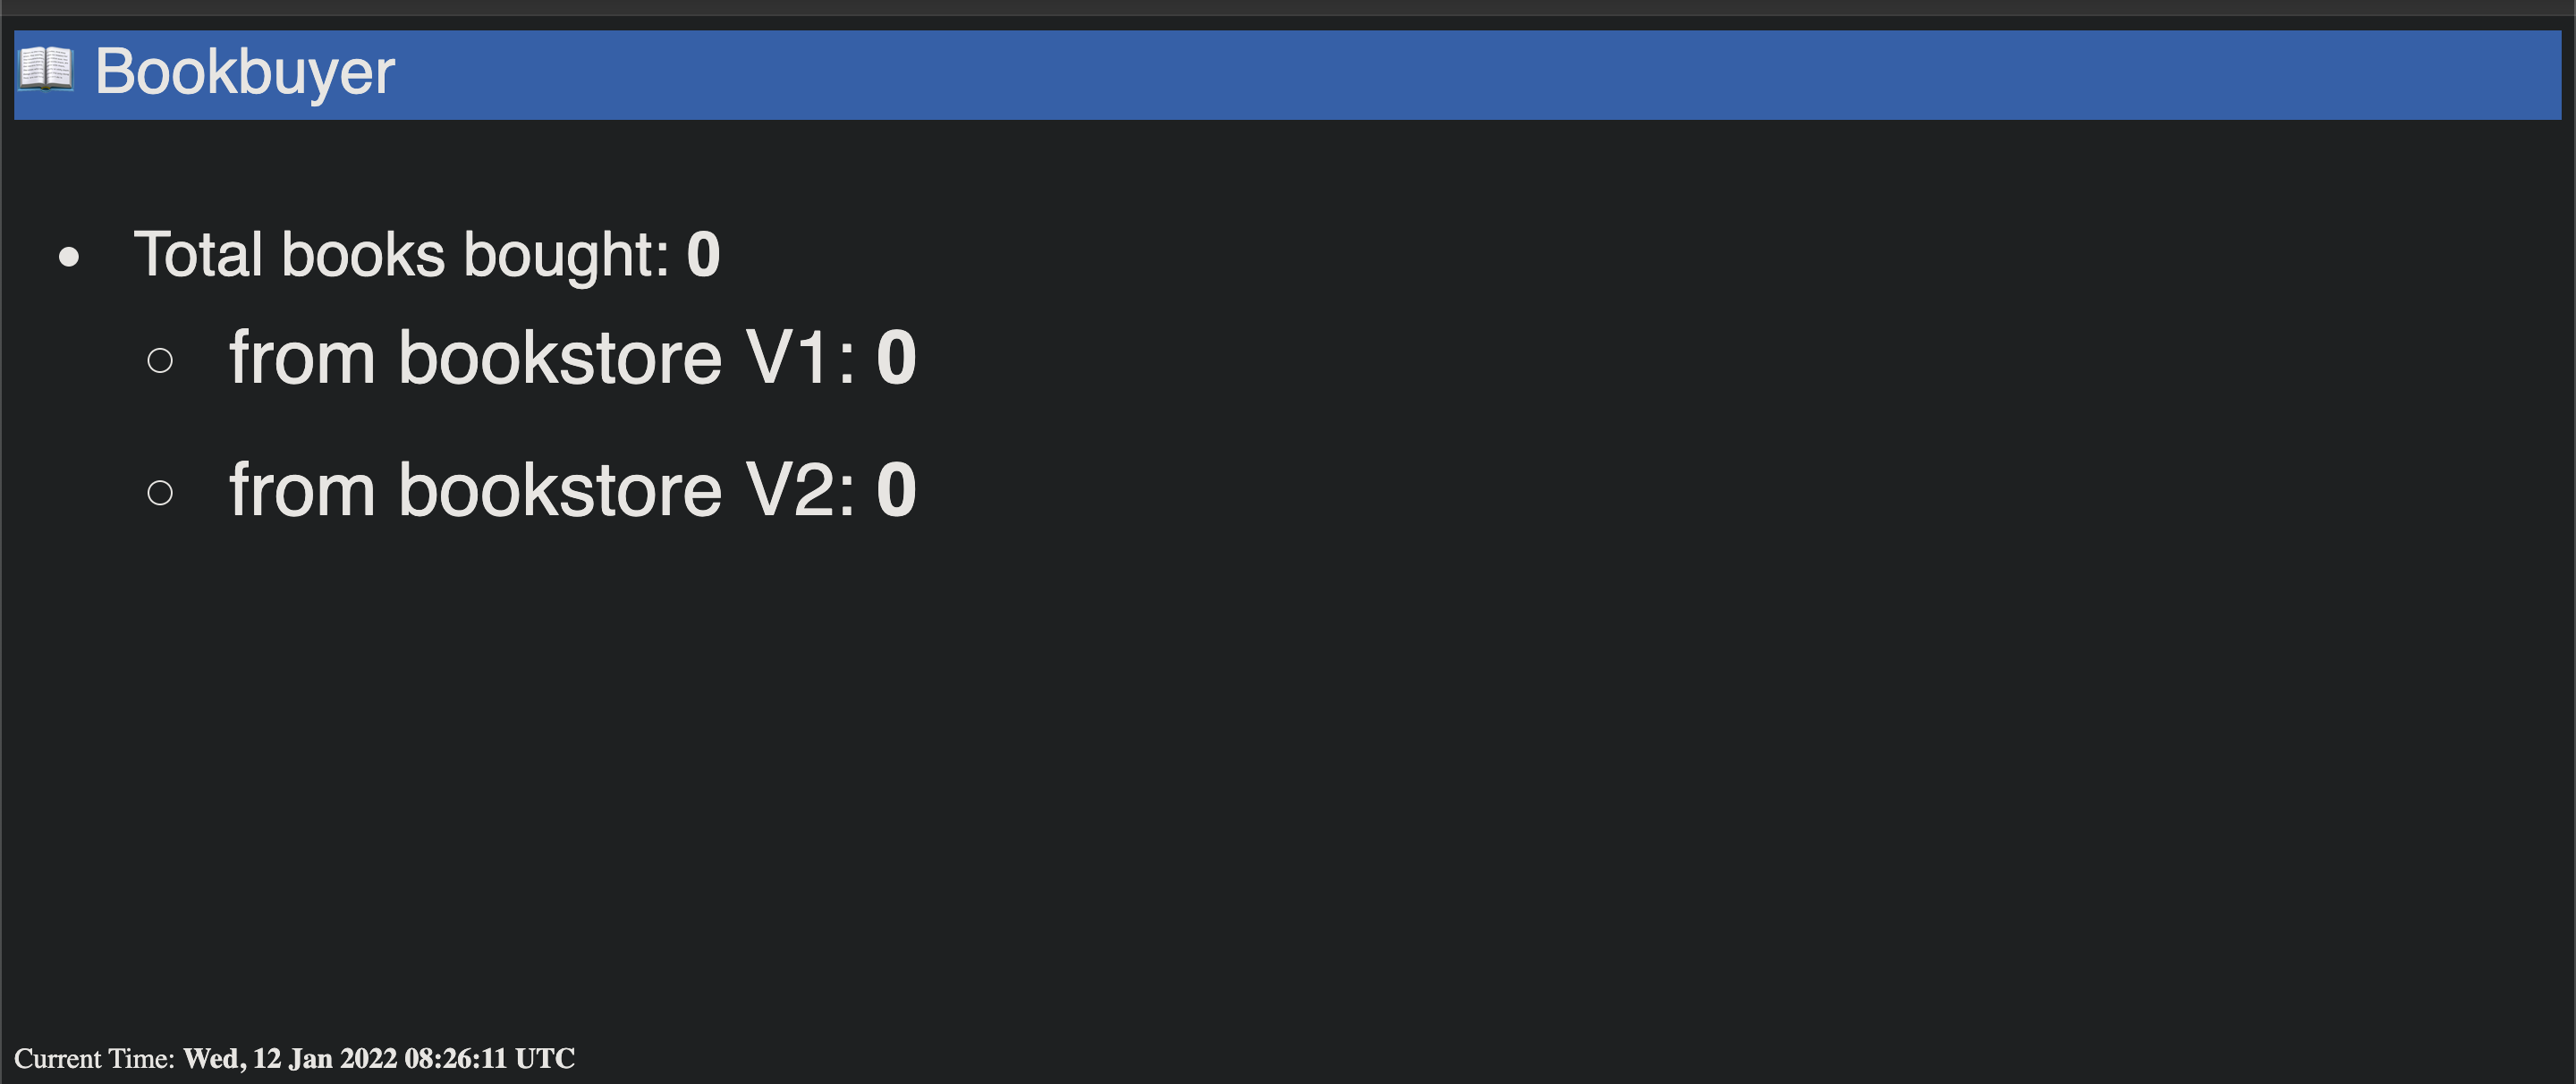 Bookbuyer
Total books bought: 0
from bookstore V1: 0
from bookstore V2: 0
Current Time: Wed, 12 Jan 2022 08:26:11 UTC